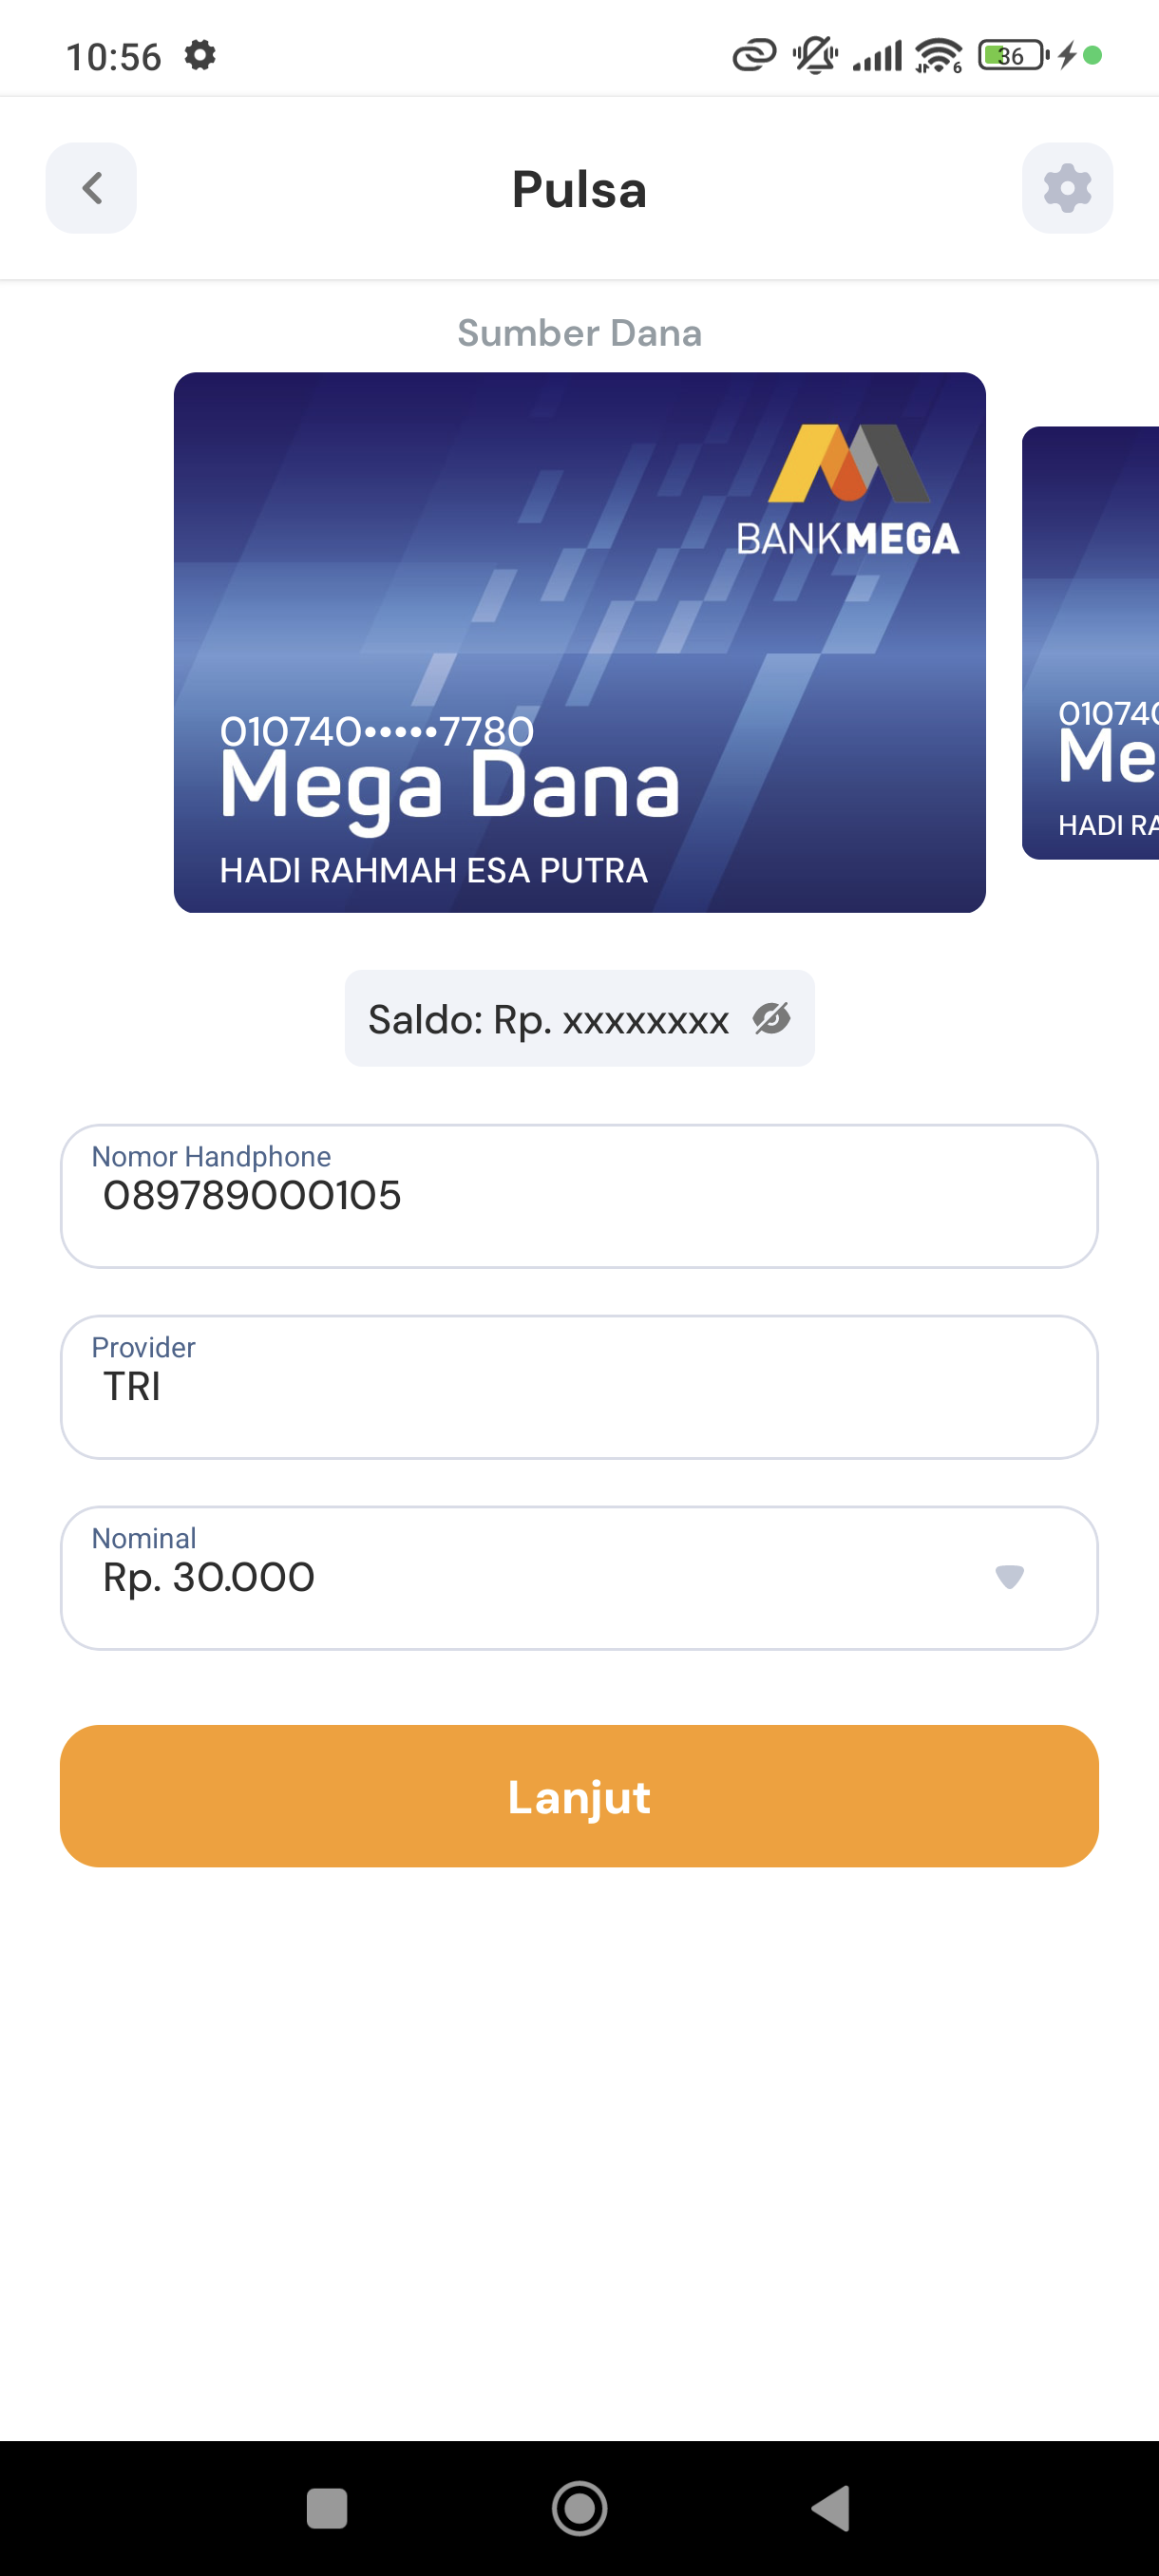 10:56
6
36
Pulsa
Sumber Dana
BANKMEGA
010740•••••7780
Mega Dana
HADI RAHMAH ESA PUTRA
010740
Me
HADI RA
Saldo: Rp. xxxxxxxx
Nomor Handphone
089789000105
Provider
TRI
Nominal
Rp. 30.000
Lanjut